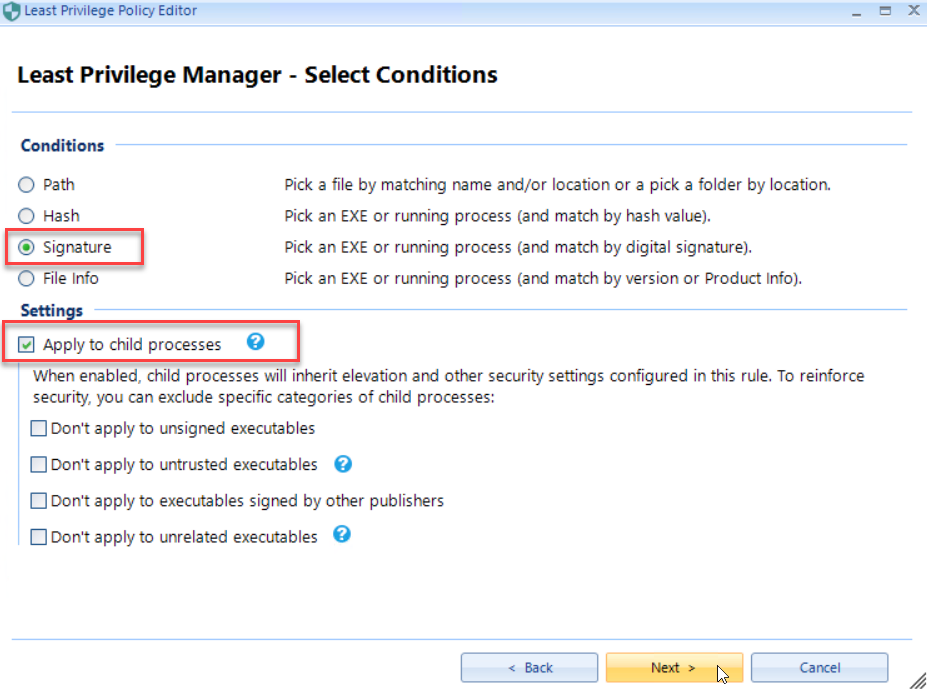 Least Privilege Policy Editor
Least Privilege Manager - Select Conditions
Conditions
Path Pick a file by matching name and/or location or a pick a folder by location.
Hash Pick an EXE or running process (and match by hash value).
Signature Pick an EXE or running process (and match by digital signature).
File Info Pick an EXE or running process (and match by version or Product Info).
Settings
Apply to child processes ?
When enabled, child processes will inherit elevation and other security settings configured in this rule. To reinforce
security, you can exclude specific categories of child processes:
Don't apply to unsigned executables
Don't apply to untrusted executables ?
Don't apply to executables signed by other publishers
Don't apply to unrelated executables ?
< Back Next > Cancel